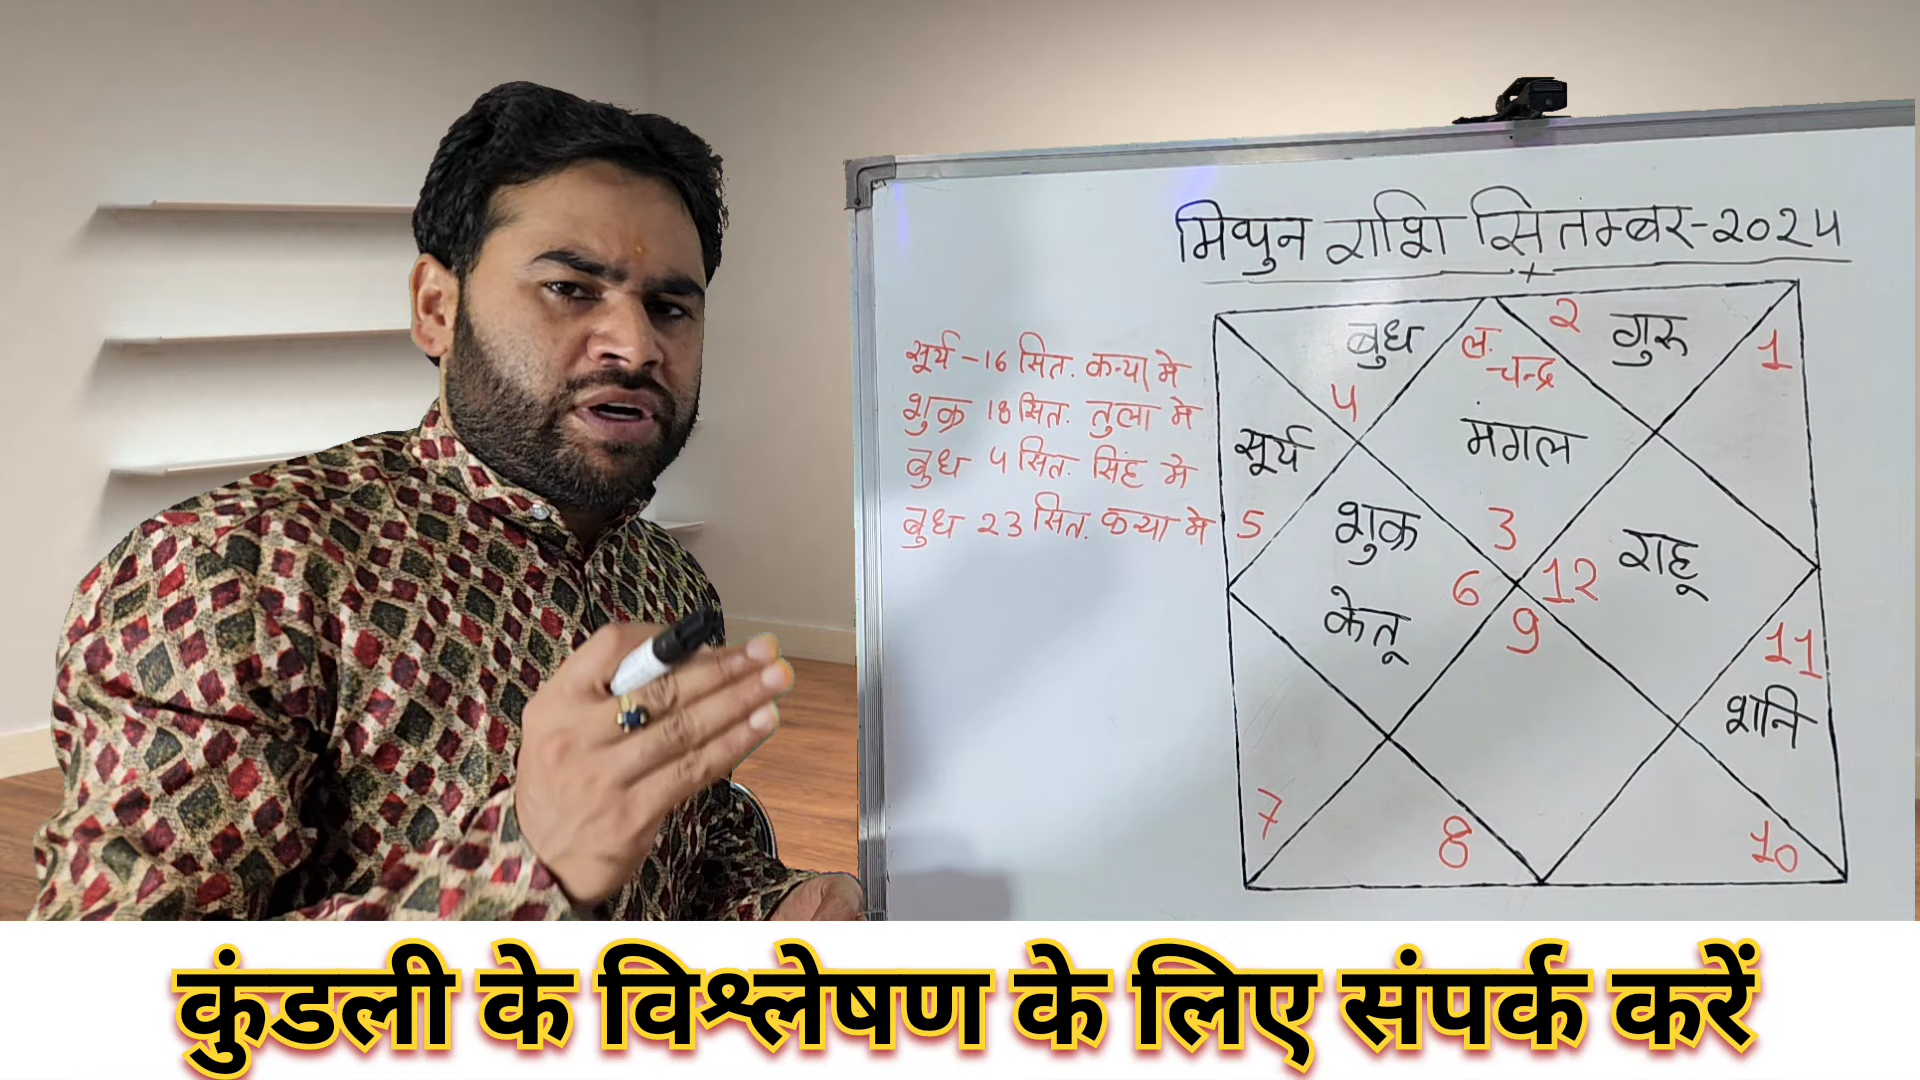 मिथुन राशि सितम्बर-२०२४
सूर्य -16 सित. कन्या मे
शुक्र 18 सित. तुला मे
बुध 4 सित. सिंह मे
बुध 23 सित. कन्या मे
बुध
4
ल.
चन्द्र
मंगल
3
2
गुरु
1
सूर्य
5
शुक्र
केतू
6
12
राहू
9
11
शनि
7
8
10
कुंडली के विश्लेषण के लिए संपर्क करें